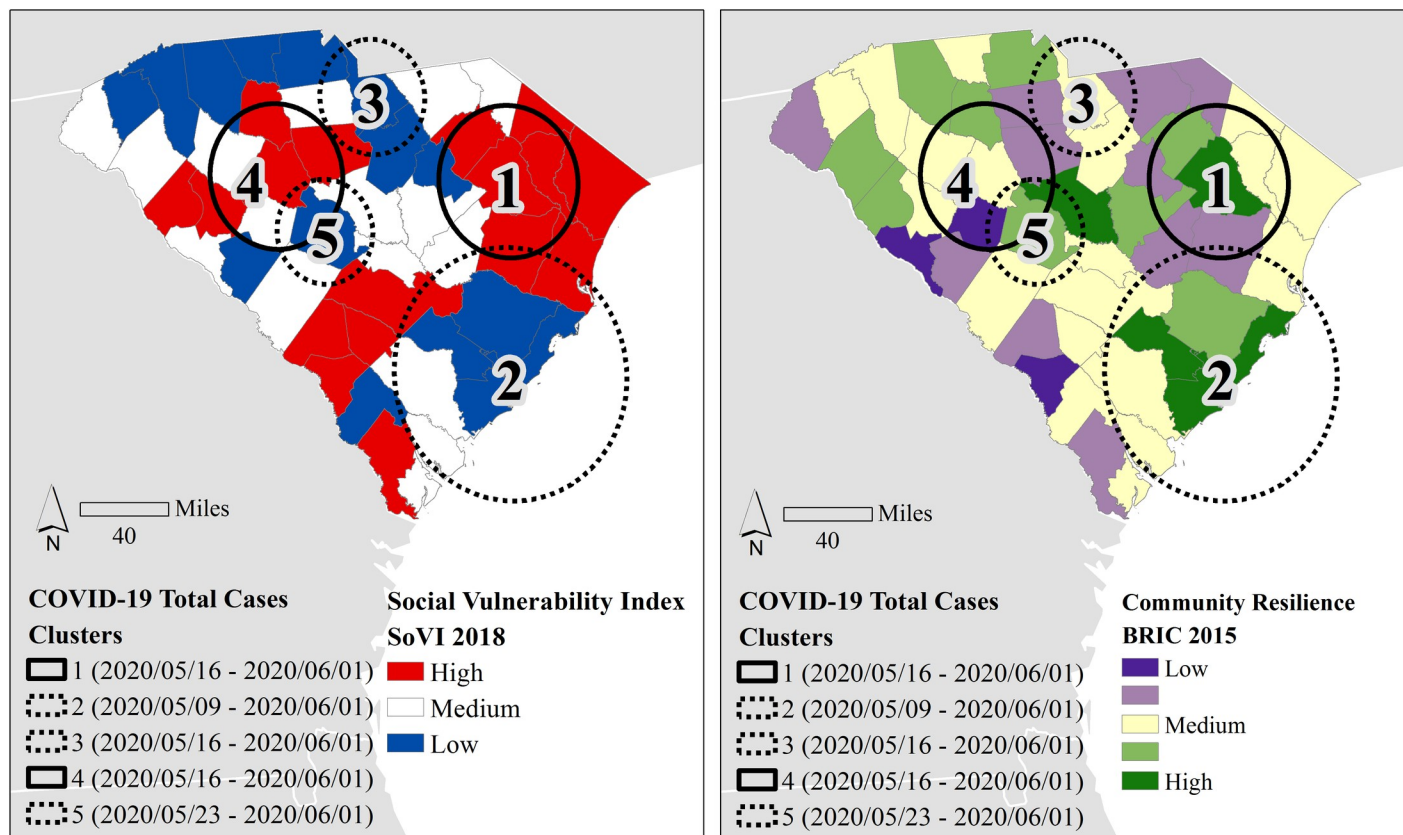 3
4
1
5
2
N
Miles
40
COVID-19 Total Cases
Clusters
1 (2020/05/16 - 2020/06/01)
2 (2020/05/09 - 2020/06/01)
3 (2020/05/16 - 2020/06/01)
4 (2020/05/16 - 2020/06/01)
5 (2020/05/23 - 2020/06/01)
Social Vulnerability Index
SoVI 2018
High
Medium
Low
3
4
1
5
2
N
Miles
40
COVID-19 Total Cases
Clusters
1 (2020/05/16 - 2020/06/01)
2 (2020/05/09 - 2020/06/01)
3 (2020/05/16 - 2020/06/01)
4 (2020/05/16 - 2020/06/01)
5 (2020/05/23 - 2020/06/01)
Community Resilience
BRIC 2015
Low
Medium
High